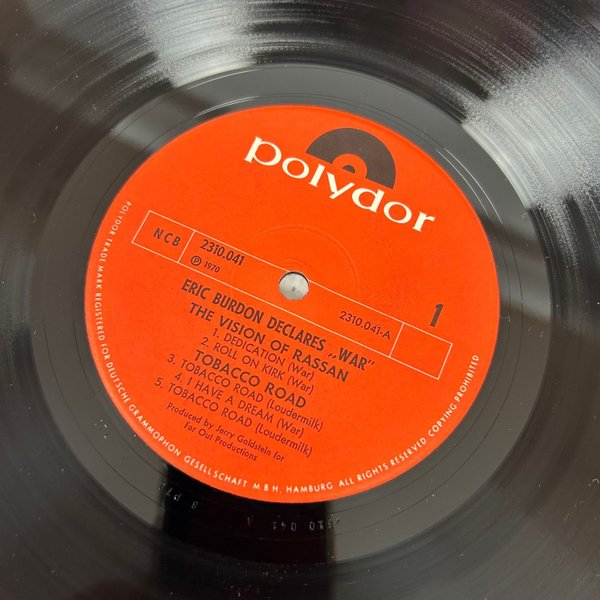 polydor
NCB
2310.041
Ⓟ 1970
2310.041-A
1
ERIC BURDON DECLARES „WAR"
THE VISION OF RASSAN
1. DEDICATION (War)
2. ROLL ON KIRK (War)
TOBACCO ROAD
3. TOBACCO ROAD (Loudermilk)
4. I HAVE A DREAM (War)
5. TOBACCO ROAD (Loudermilk)
Produced by Jerry Goldstein for
Far Out Productions
POLYDOR TRADE MARK REGISTERED FOR DEUTSCHE GRAMMOPHON GESELLSCHAFT M.B.H. HAMBURG ALL RIGHTS RESERVED COPYING PROHIBITED